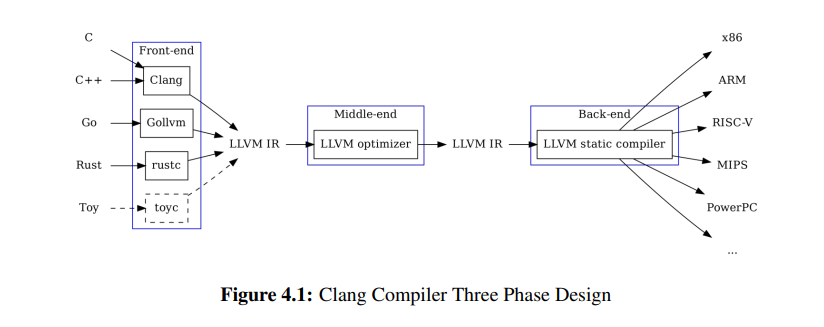 C
C++
Go
Rust
Toy
Front-end
Clang
Gollvm
rustc
toyc
LLVM IR
Middle-end
LLVM optimizer
LLVM IR
Back-end
LLVM static compiler
x86
ARM
RISC-V
MIPS
PowerPC
...
Figure 4.1: Clang Compiler Three Phase Design